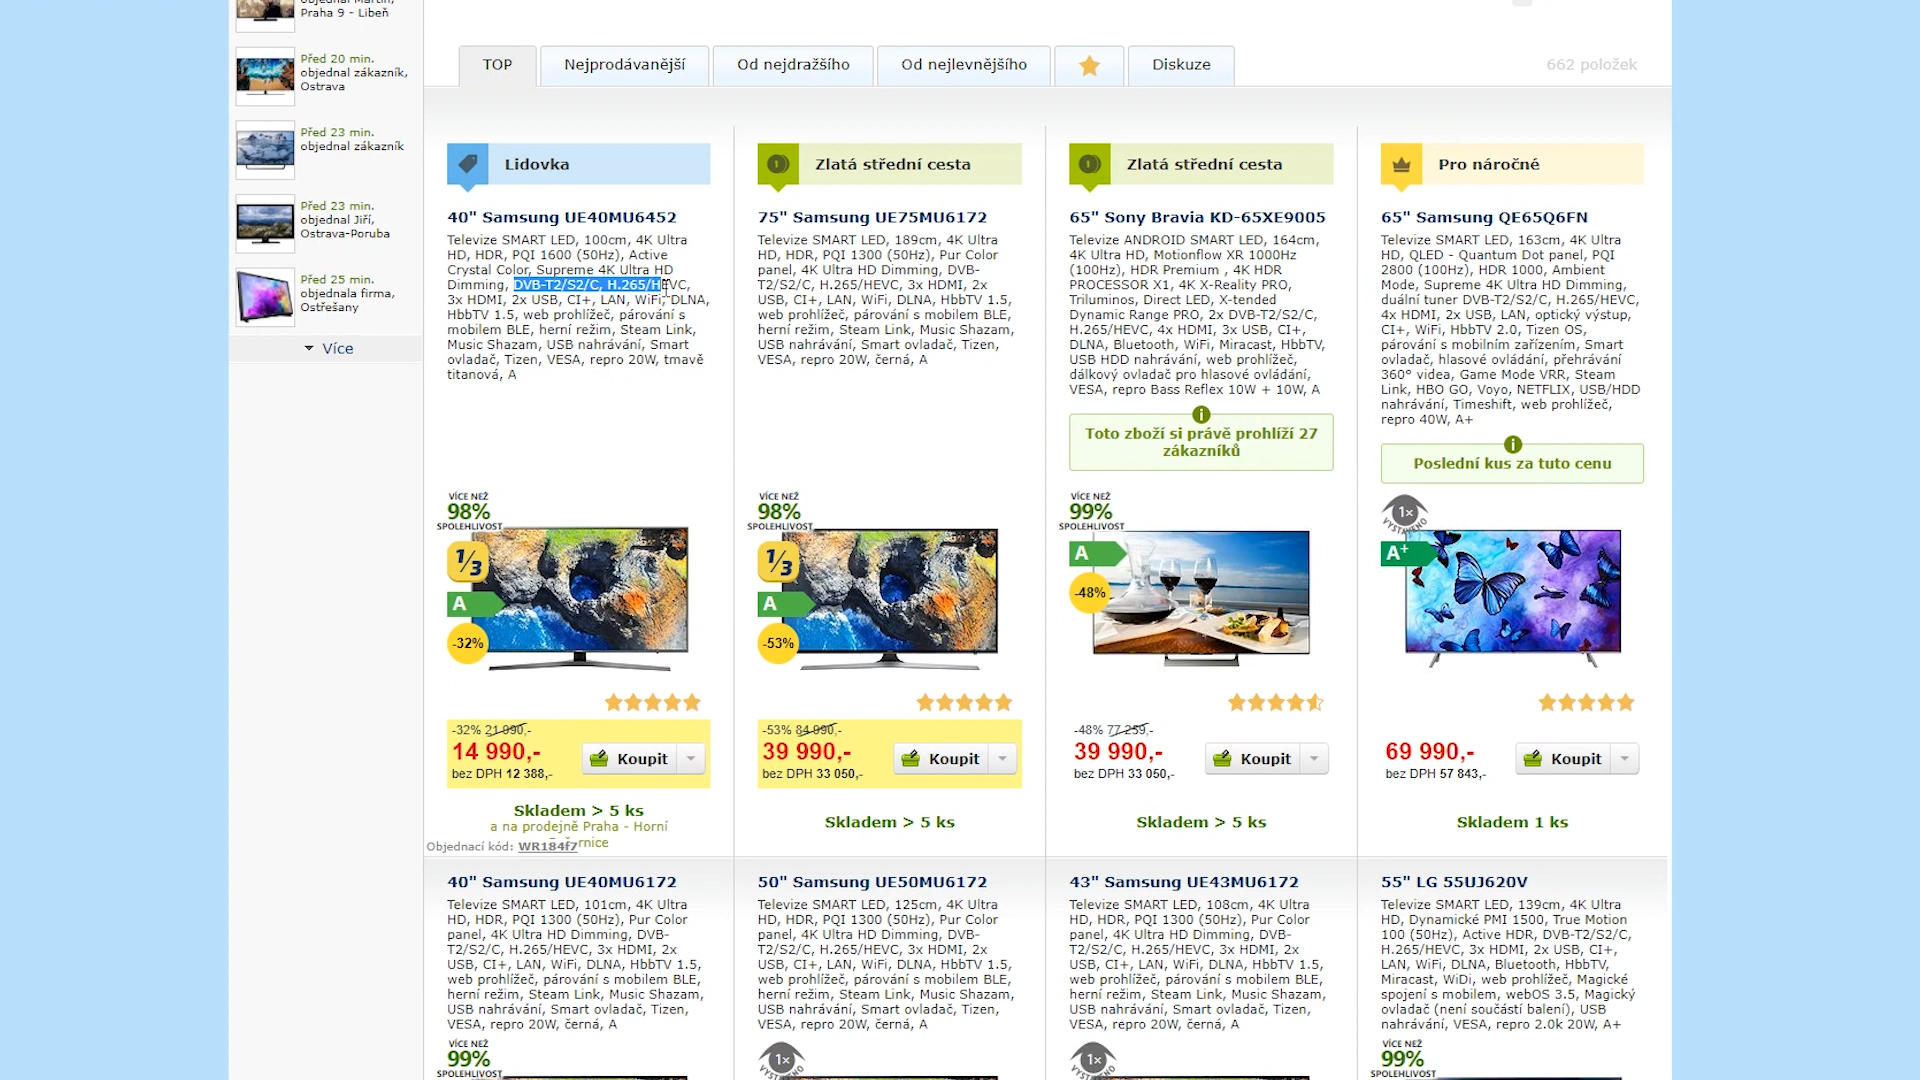 objednal Martin,
Praha 9 - Libeň
Před 20 min.
objednal zákazník,
Ostrava
Před 23 min.
objednal zákazník
Před 23 min.
objednal Jiří,
Ostrava-Poruba
Před 25 min.
objednala firma,
Ostřešany
Více
TOP
Nejprodávanější
Od nejdražšího
Od nejlevnějšího
Diskuze
662 položek
Lidovka
40" Samsung UE40MU6452
Televize SMART LED, 100cm, 4K Ultra
HD, HDR, PQI 1600 (50Hz), Active
Crystal Color, Supreme 4K Ultra HD
Dimming, DVB-T2/S2/C, H.265/HEVC,
3x HDMI, 2x USB, CI+, LAN, WiFi, DLNA,
HbbTV 1.5, web prohlížeč, párování s
mobilem BLE, herní režim, Steam Link,
Music Shazam, USB nahrávání, Smart
ovladač, Tizen, VESA, repro 20W, tmavě
titanová, A
VÍCE NEŽ
98%
SPOLEHLIVOST
1/3
A
-32%
-32% 21 990,-
14 990,-
bez DPH 12 388,-
Koupit
Skladem > 5 ks
a na prodejně Praha - Horní
rnice
Objednací kód: WR184f7
Zlatá střední cesta
75" Samsung UE75MU6172
Televize SMART LED, 189cm, 4K Ultra
HD, HDR, PQI 1300 (50Hz), Pur Color
panel, 4K Ultra HD Dimming, DVB-
T2/S2/C, H.265/HEVC, 3x HDMI, 2x
USB, CI+, LAN, WiFi, DLNA, HbbTV 1.5,
web prohlížeč, párování s mobilem BLE,
herní režim, Steam Link, Music Shazam,
USB nahrávání, Smart ovladač, Tizen,
VESA, repro 20W, černá, A
VÍCE NEŽ
98%
SPOLEHLIVOST
1/3
A
-53%
-53% 84 990,-
39 990,-
bez DPH 33 050,-
Koupit
Skladem > 5 ks
Zlatá střední cesta
65" Sony Bravia KD-65XE9005
Televize ANDROID SMART LED, 164cm,
4K Ultra HD, Motionflow XR 1000Hz
(100Hz), HDR Premium , 4K HDR
PROCESSOR X1, 4K X-Reality PRO,
Triluminos, Direct LED, X-tended
Dynamic Range PRO, 2x DVB-T2/S2/C,
H.265/HEVC, 4x HDMI, 3x USB, CI+,
DLNA, Bluetooth, WiFi, Miracast, HbbTV,
USB HDD nahrávání, web prohlížeč,
dálkový ovladač pro hlasové ovládání,
VESA, repro Bass Reflex 10W + 10W, A
Toto zboží si právě prohlíží 27
zákazníků
VÍCE NEŽ
99%
SPOLEHLIVOST
A
-48%
-48% 77 259,-
39 990,-
bez DPH 33 050,-
Koupit
Skladem > 5 ks
Pro náročné
65" Samsung QE65Q6FN
Televize SMART LED, 163cm, 4K Ultra
HD, QLED - Quantum Dot panel, PQI
2800 (100Hz), HDR 1000, Ambient
Mode, Supreme 4K Ultra HD Dimming,
duální tuner DVB-T2/S2/C, H.265/HEVC,
4x HDMI, 2x USB, LAN, optický výstup,
CI+, WiFi, HbbTV 2.0, Tizen OS,
párování s mobilním zařízením, Smart
ovladač, hlasové ovládání, přehrávání
360° videa, Game Mode VRR, Steam
Link, HBO GO, Voyo, NETFLIX, USB/HDD
nahrávání, Timeshift, web prohlížeč,
repro 40W, A+
Poslední kus za tuto cenu
1x
VYSTAVENO
A+
69 990,-
bez DPH 57 843,-
Koupit
Skladem 1 ks
40" Samsung UE40MU6172
Televize SMART LED, 101cm, 4K Ultra
HD, HDR, PQI 1300 (50Hz), Pur Color
panel, 4K Ultra HD Dimming, DVB-
T2/S2/C, H.265/HEVC, 3x HDMI, 2x
USB, CI+, LAN, WiFi, DLNA, HbbTV 1.5,
web prohlížeč, párování s mobilem BLE,
herní režim, Steam Link, Music Shazam,
USB nahrávání, Smart ovladač, Tizen,
VESA, repro 20W, černá, A
VÍCE NEŽ
99%
SPOLEHLIVOST
50" Samsung UE50MU6172
Televize SMART LED, 125cm, 4K Ultra
HD, HDR, PQI 1300 (50Hz), Pur Color
panel, 4K Ultra HD Dimming, DVB-
T2/S2/C, H.265/HEVC, 3x HDMI, 2x
USB, CI+, LAN, WiFi, DLNA, HbbTV 1.5,
web prohlížeč, párování s mobilem BLE,
herní režim, Steam Link, Music Shazam,
USB nahrávání, Smart ovladač, Tizen,
VESA, repro 20W, černá, A
1x
VYSTAVENO
43" Samsung UE43MU6172
Televize SMART LED, 108cm, 4K Ultra
HD, HDR, PQI 1300 (50Hz), Pur Color
panel, 4K Ultra HD Dimming, DVB-
T2/S2/C, H.265/HEVC, 3x HDMI, 2x
USB, CI+, LAN, WiFi, DLNA, HbbTV 1.5,
web prohlížeč, párování s mobilem BLE,
herní režim, Steam Link, Music Shazam,
USB nahrávání, Smart ovladač, Tizen,
VESA, repro 20W, černá, A
1x
VYSTAVENO
55" LG 55UJ620V
Televize SMART LED, 139cm, 4K Ultra
HD, Dynamické PMI 1500, True Motion
100 (50Hz), Active HDR, DVB-T2/S2/C,
H.265/HEVC, 3x HDMI, 2x USB, CI+,
LAN, WiFi, DLNA, Bluetooth, HbbTV,
Miracast, WiDi, web prohlížeč, Magické
spojení s mobilem, webOS 3.5, Magický
ovladač (není součástí balení), USB
nahrávání, VESA, repro 2.0k 20W, A+
VÍCE NEŽ
99%
SPOLEHLIVOST